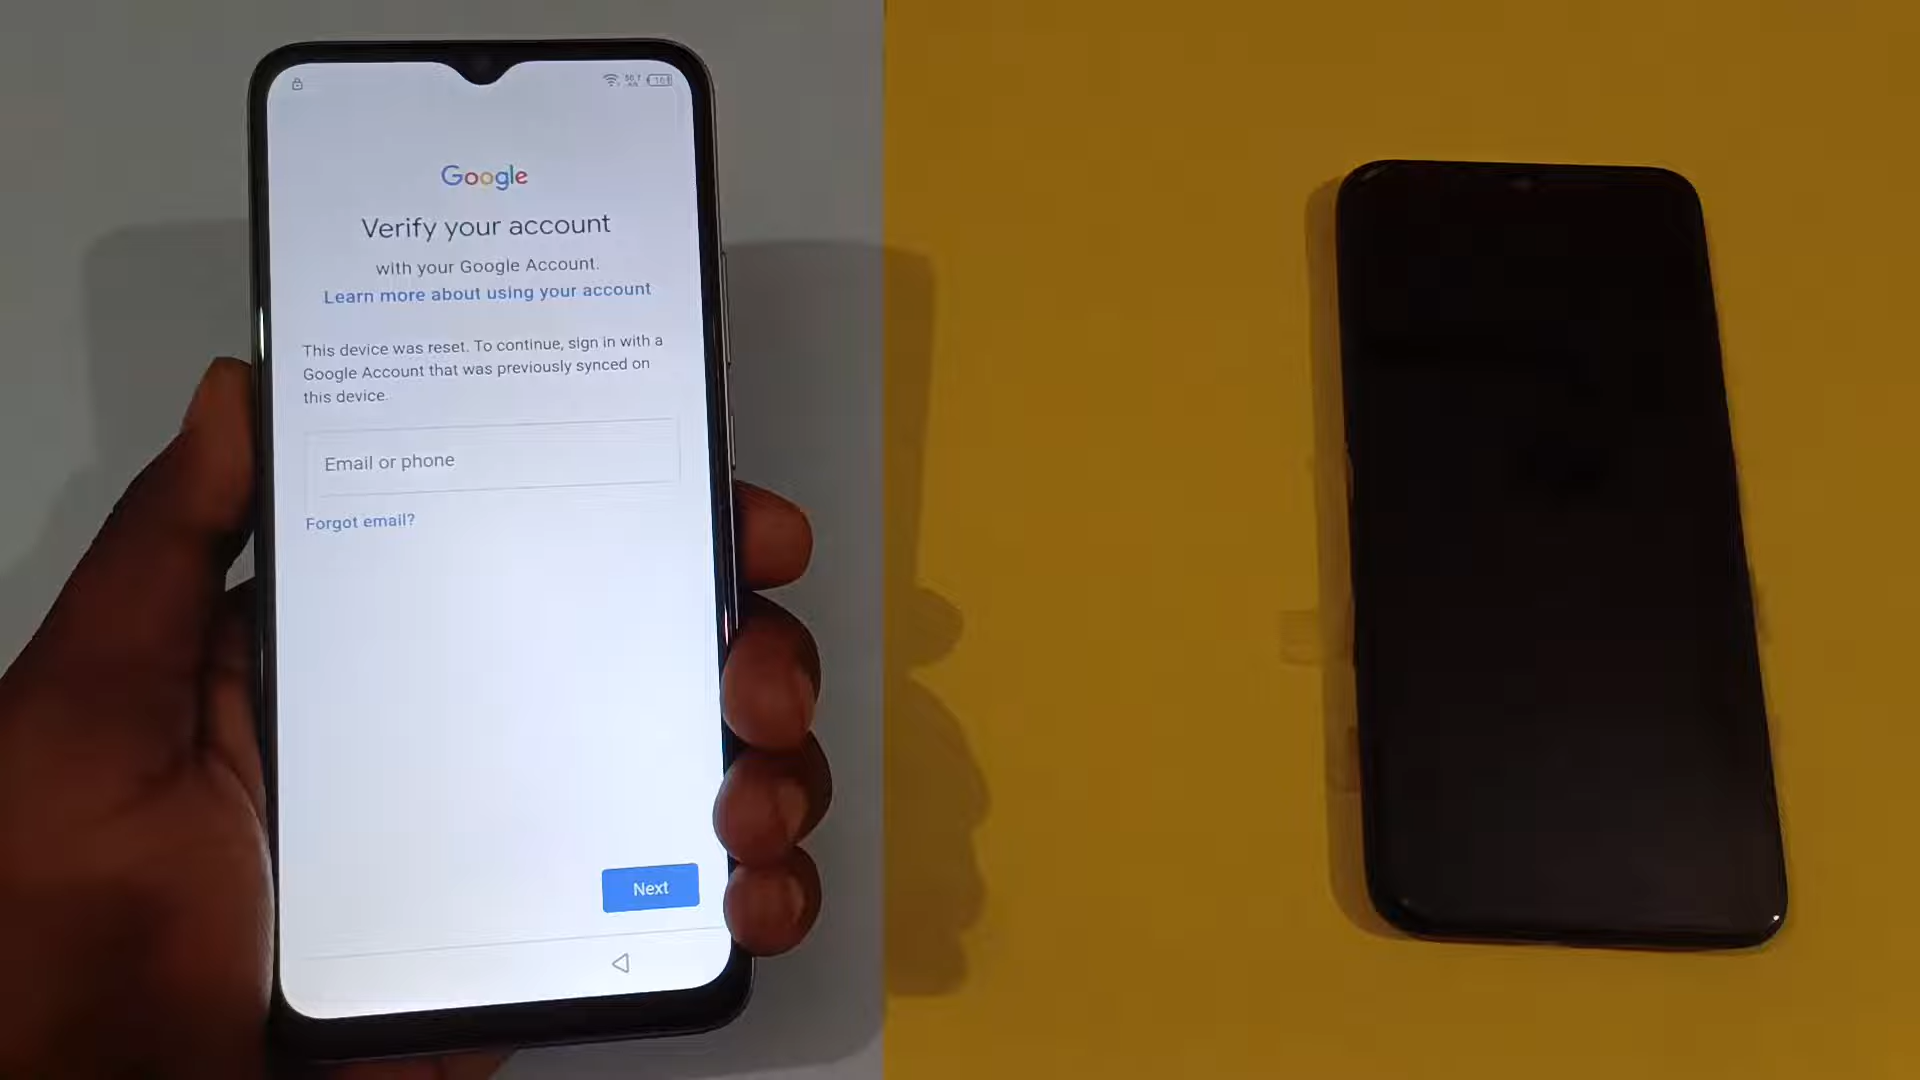 Google
Verify your account
with your Google Account.
Learn more about using your account
This device was reset. To continue, sign in with a
Google Account that was previously synced on
this device.
Email or phone
Forgot email?
Next